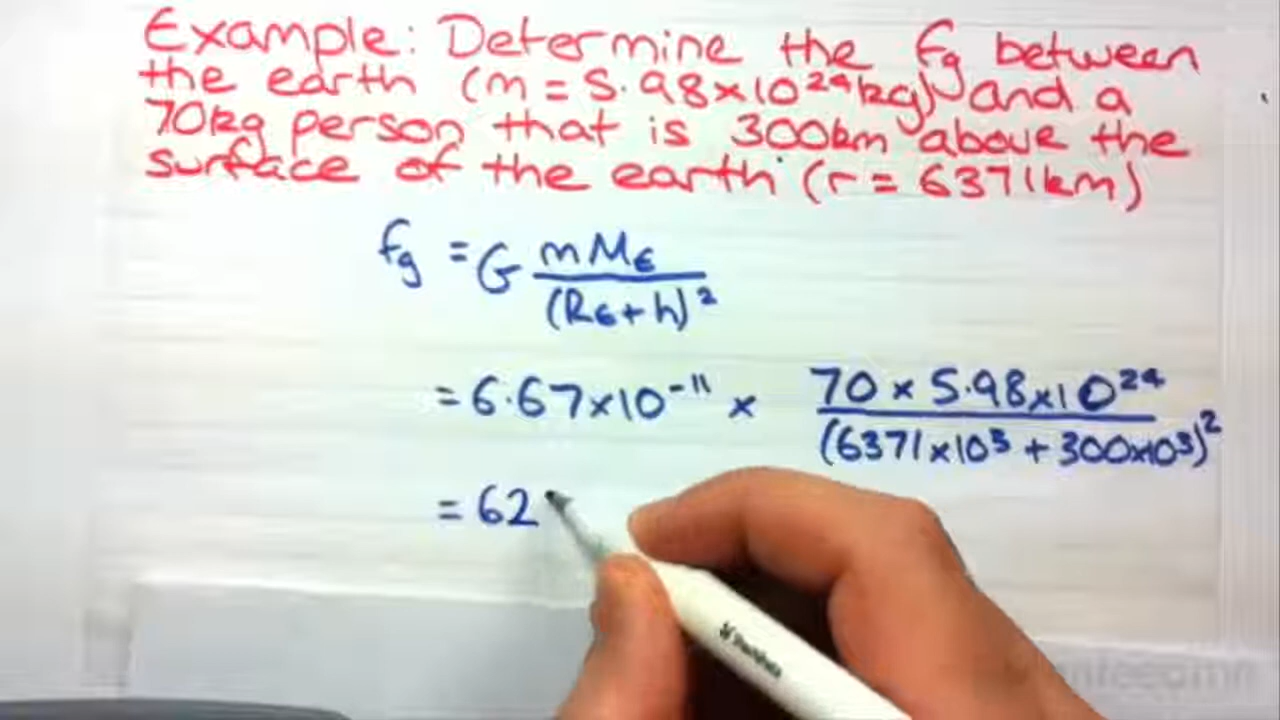 Example: Determine the fg between
the earth (m = 5.98×10²⁴kg) and a
70kg person that is 300km above the
surface of the earth (r = 6371km)
fg = G mME / (RE + h)²
= 6.67×10⁻¹¹ × 70 × 5.98×10²⁴ / (6371×10³ + 300×10³)²
= 62